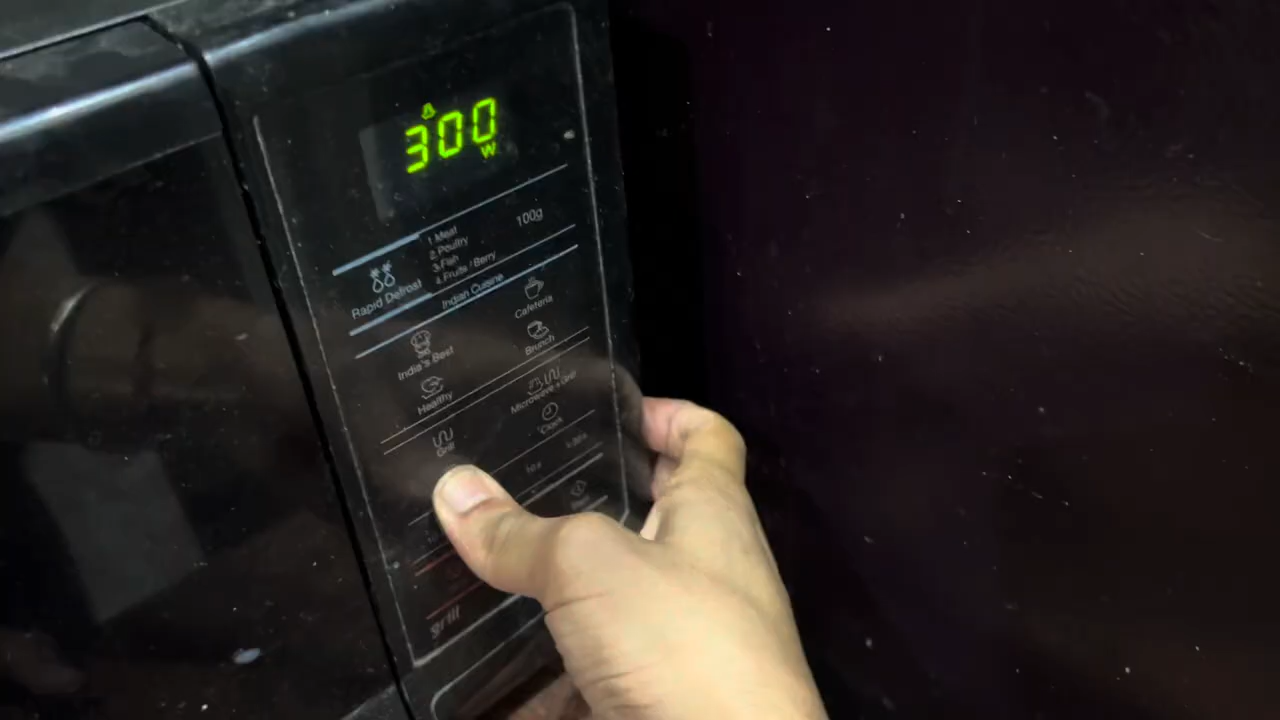 300
W
1.Meat
2.Poultry
3.Fish
4.Fruits / Berry
100g
Rapid Defrost
Indian Cuisine
Cafeteria
India's Best
Brunch
Healthy
Microwave+Grill
Grill
Clock
10s
grill